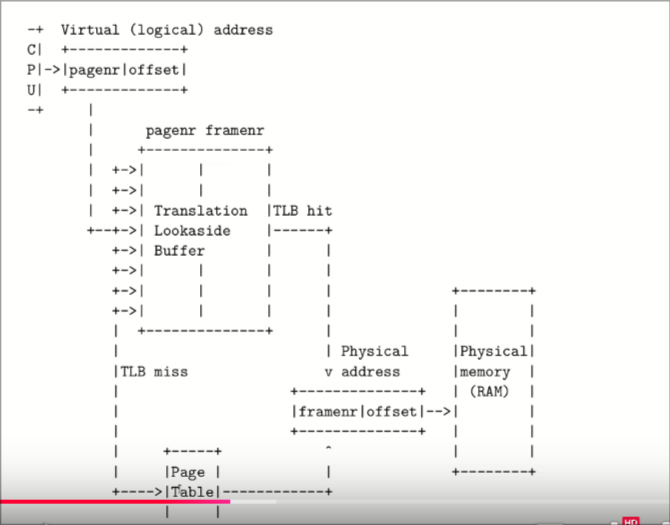 -+  Virtual (logical) address
C|  +-------------+
P|->|pagenr|offset|
U|  +-------------+
-+     |
       |
       |      pagenr framenr
       |     +--------------+
       |  +->|      |       |
       |  +->|      |       |
       |  +->| Translation  |TLB hit
       +--+->| Lookaside    |------+
          +->| Buffer       |      |
          +->|      |       |      |
          +->|      |       |      |        +--------+
          +->|      |       |      |        |        |
          |  +--------------+      |        |        |
          |                        | Physical    |Physical|
          |TLB miss                v address     |memory  |
          |                    +--------------+  | (RAM)  |
          |                    |framenr|offset|-->|        |
          |                    +--------------+  |        |
          |     +-----+            ^             |        |
          |     |Page |            |             +--------+
          +---->|Table|------------+
                |     |
HD